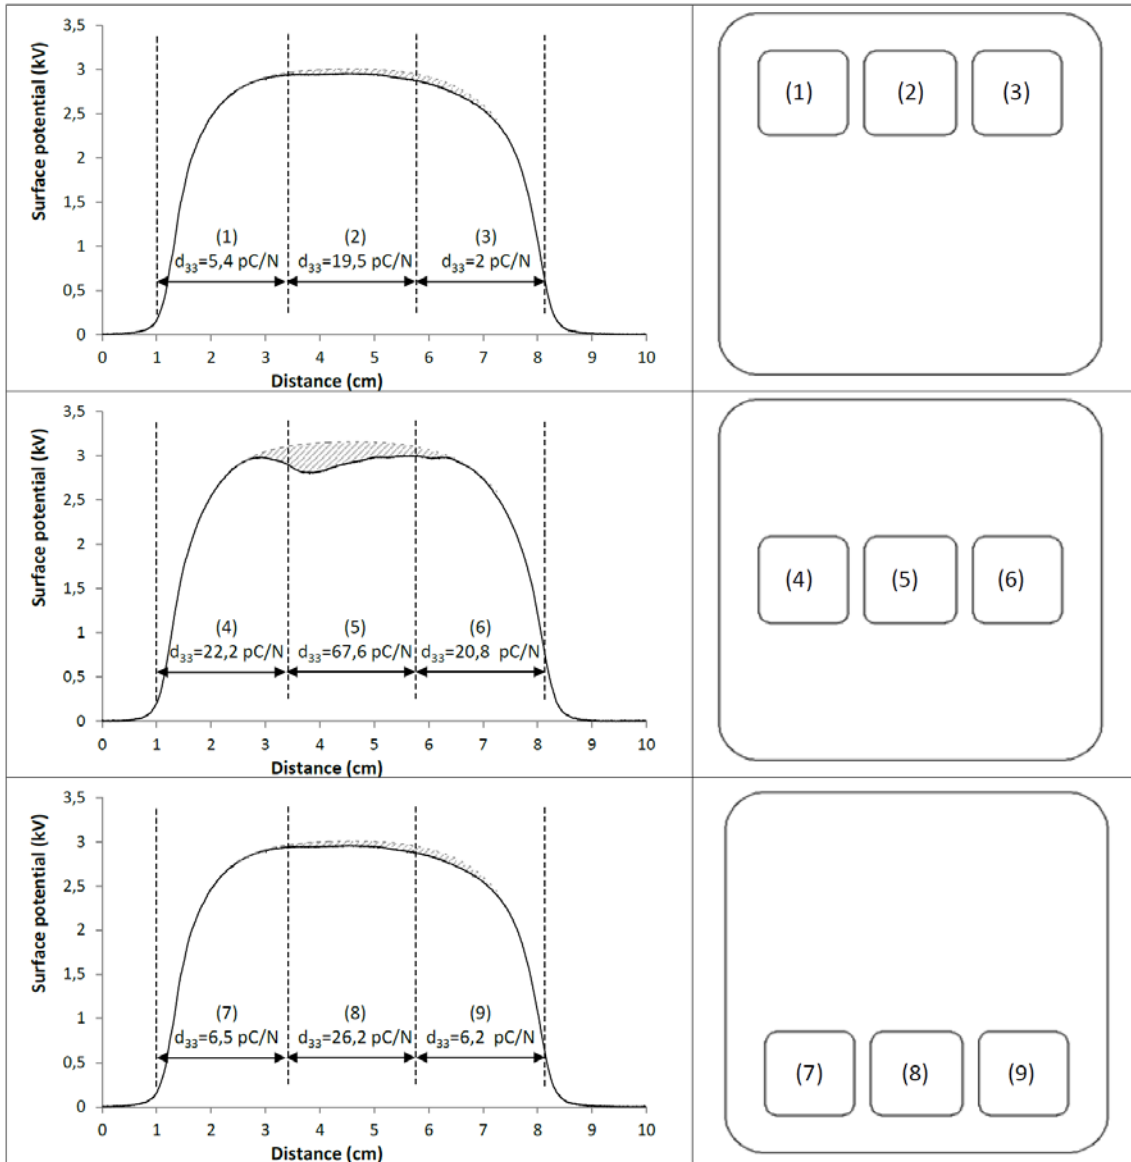 Surface potential (kV)
3,5
3
2,5
2
1,5
1
0,5
0
(1) (2) (3)
d33=5,4 pC/N d33=19,5 pC/N d33=2 pC/N
0 1 2 3 4 5 6 7 8 9 10
Distance (cm)
(1) (2) (3)
Surface potential (kV)
3,5
3
2,5
2
1,5
1
0,5
0
(4) (5) (6)
d33=22,2 pC/N d33=67,6 pC/N d33=20,8 pC/N
0 1 2 3 4 5 6 7 8 9 10
Distance (cm)
(4) (5) (6)
Surface potential (kV)
3,5
3
2,5
2
1,5
1
0,5
0
(7) (8) (9)
d33=6,5 pC/N d33=26,2 pC/N d33=6,2 pC/N
0 1 2 3 4 5 6 7 8 9 10
Distance (cm)
(7) (8) (9)